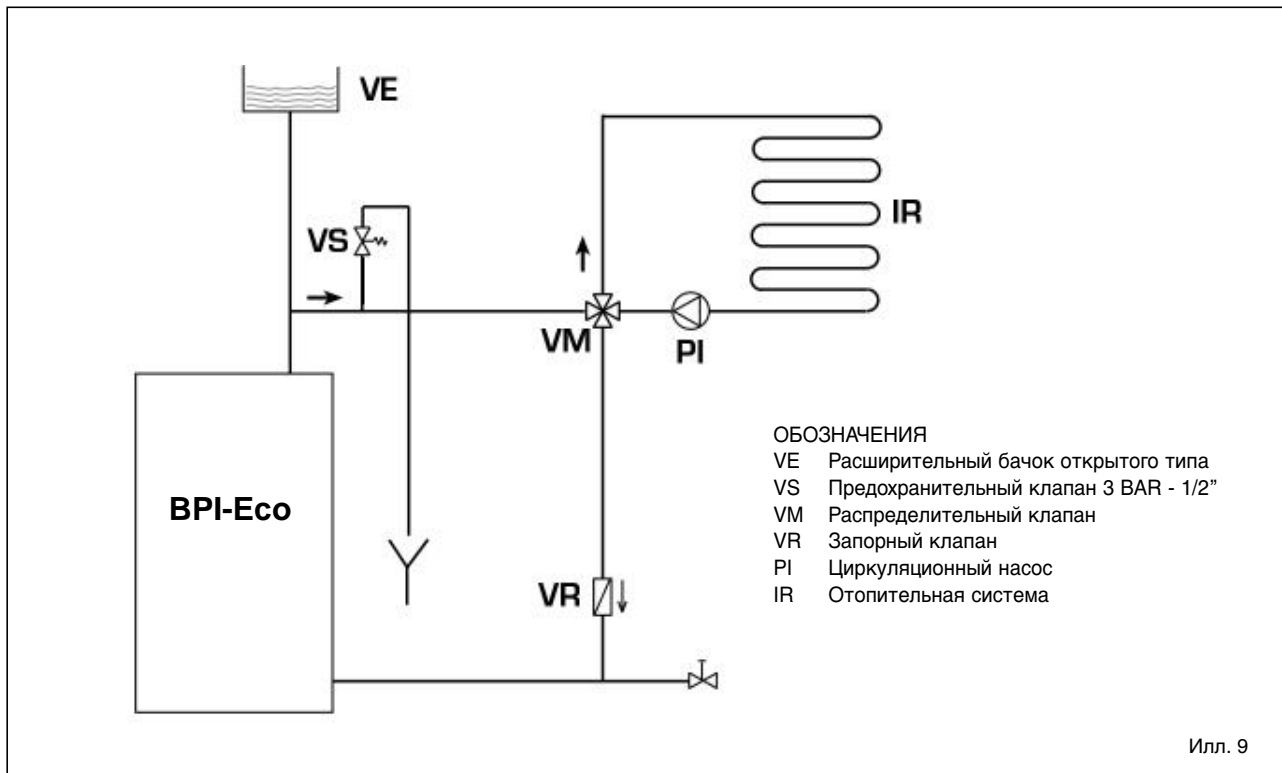 VE
VS
IR
VM
PI
BPI-Eco
VR
ОБОЗНАЧЕНИЯ
VE Расширительный бачок открытого типа
VS Предохранительный клапан 3 BAR - 1/2”
VM Распределительный клапан
VR Запорный клапан
PI Циркуляционный насос
IR Отопительная система
Илл. 9